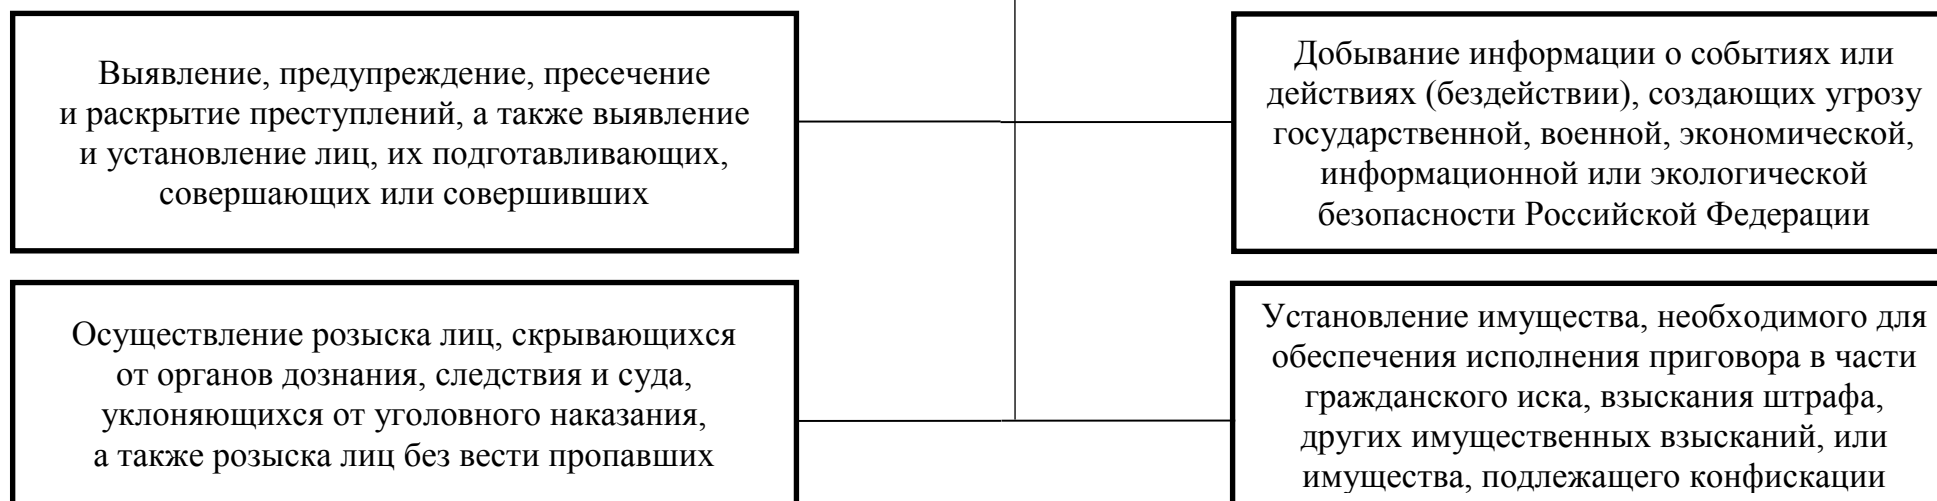 Выявление, предупреждение, пресечение
и раскрытие преступлений, а также выявление
и установление лиц, их подготавливающих,
совершающих или совершивших
Добывание информации о событиях или
действиях (бездействии), создающих угрозу
государственной, военной, экономической,
информационной или экологической
безопасности Российской Федерации
Осуществление розыска лиц, скрывающихся
от органов дознания, следствия и суда,
уклоняющихся от уголовного наказания,
а также розыска лиц без вести пропавших
Установление имущества, необходимого для
обеспечения исполнения приговора в части
гражданского иска, взыскания штрафа,
других имущественных взысканий, или
имущества, подлежащего конфискации